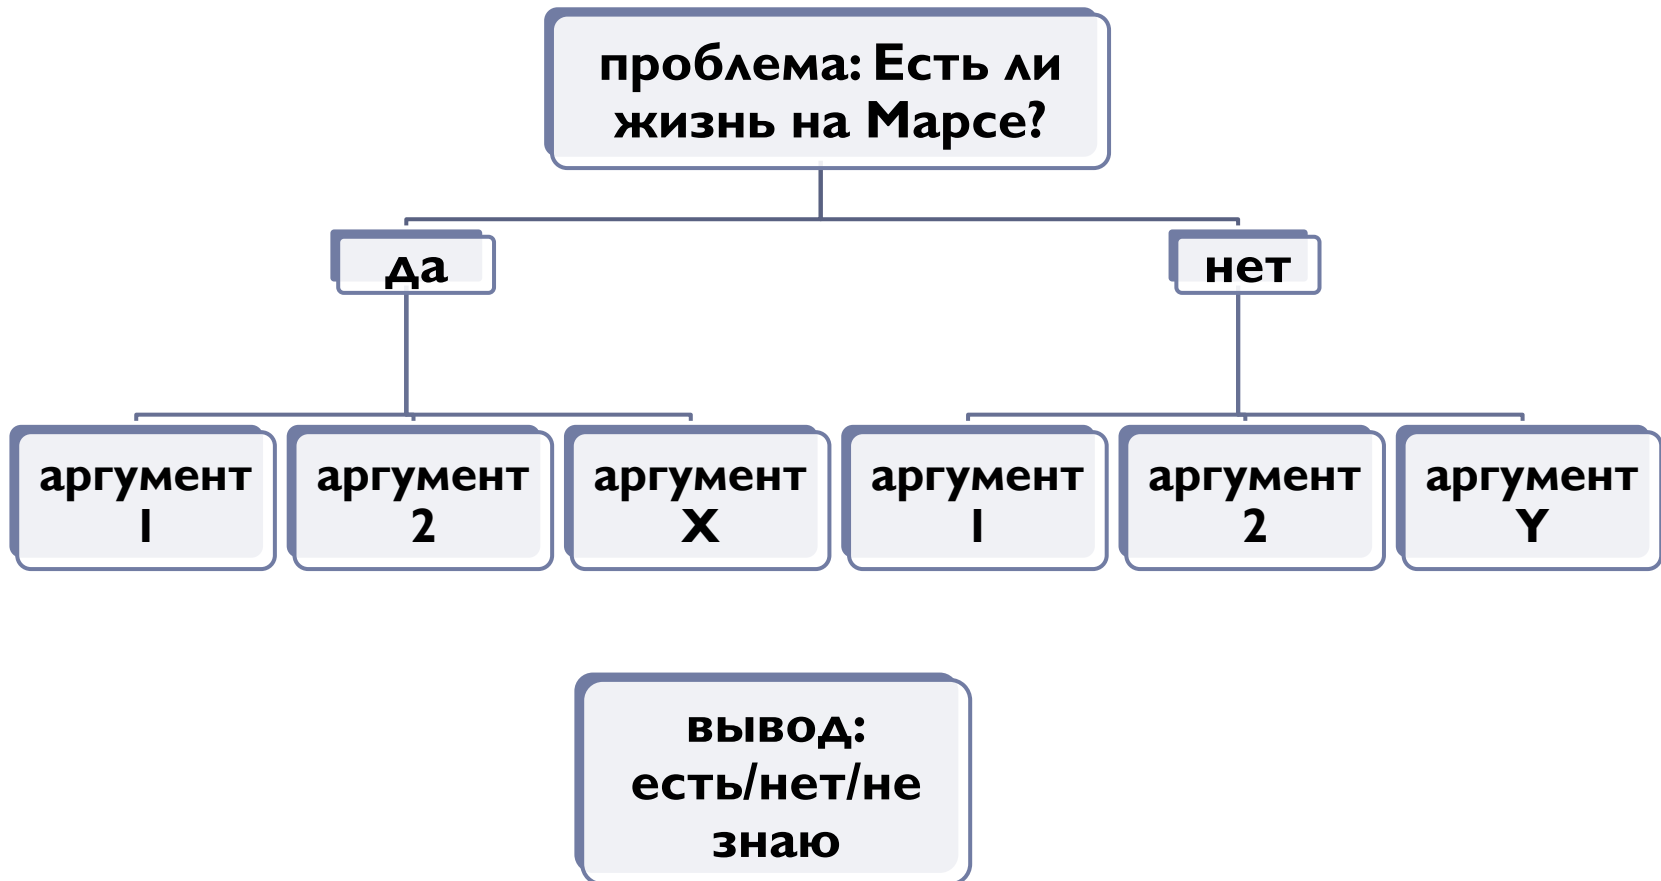 проблема: Есть ли
жизнь на Марсе?
да
нет
аргумент
1
аргумент
2
аргумент
X
аргумент
1
аргумент
2
аргумент
Y
вывод:
есть/нет/не
знаю